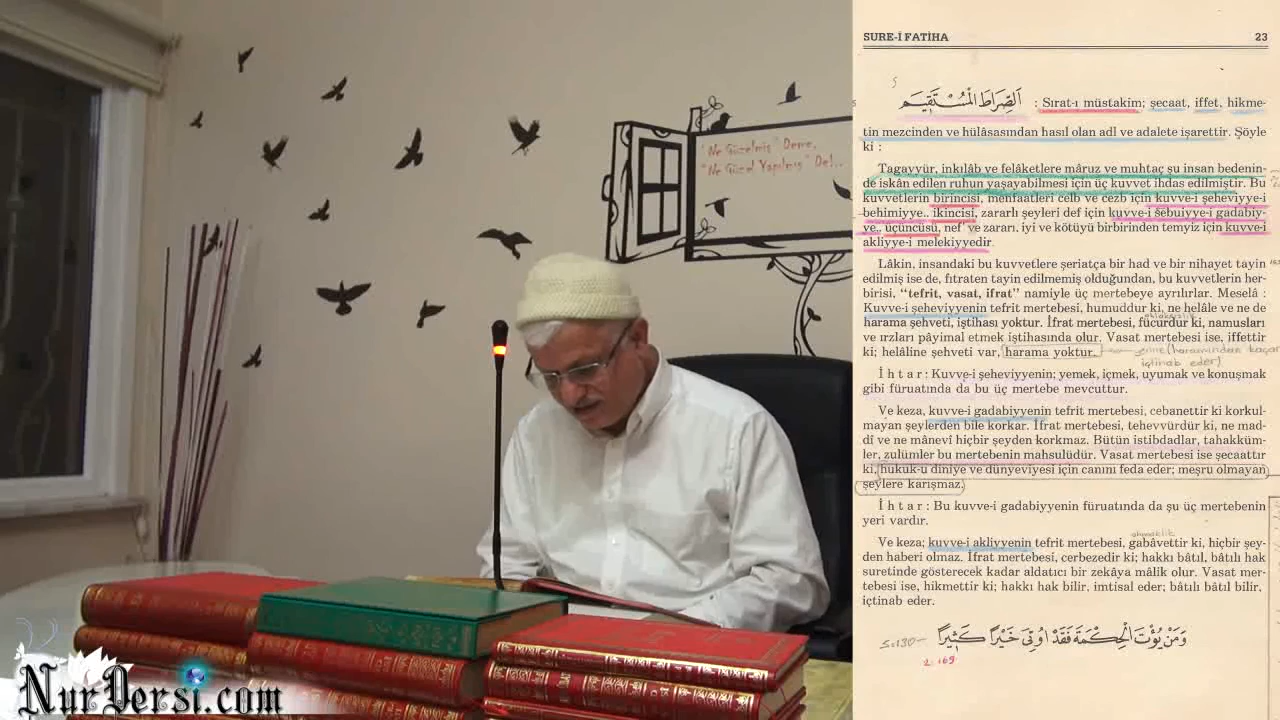 "Ne Güzelmiş" Deme,
"Ne Güzel Yapılmış" De!..
NurDersi.com
SURE-İ FATİHA 23
اَلصِّرَاطَ الْمُسْتَقِيمَ : Sırat-ı müstakim; şecaat, iffet, hikme-
tin mezcinden ve hülâsasından hasıl olan adl ve adalete işarettir. Şöyle
ki :
Tagayyür, inkılâb ve felâketlere mâruz ve muhtaç şu insan bedenin-
de iskân edilen ruhun yaşayabilmesi için üç kuvvet ihdas edilmiştir. Bu
kuvvetlerin birincisi, menfaatleri celb ve cezb için kuvve-i şeheviyye-i
behimiyye.. ikincisi, zararlı şeyleri def için kuvve-i sebuiyye-i gadabiy-
ye.. üçüncüsü, nef' ve zararı, iyi ve kötüyü birbirinden temyiz için kuvve-i
akliyye-i melekiyyedir.
Lâkin, insandaki bu kuvvetlere şeriatça bir had ve bir nihayet tayin
edilmiş ise de, fıtraten tayin edilmemiş olduğundan, bu kuvvetlerin her-
birisi, "tefrit, vasat, ifrat" namiyle üç mertebeye ayrılırlar. Meselâ :
Kuvve-i şeheviyyenin tefrit mertebesi, humuddur ki, ne helâle ve ne de
harama şehveti, iştihası yoktur. İfrat mertebesi, fücurdur ki, namusları
ve ırzları pâyimal etmek iştihasında olur. Vasat mertebesi ise, iffettir
ki; helâline şehveti var, harama yoktur.
içtinab eder)
İ h t a r : Kuvve-i şeheviyyenin; yemek, içmek, uyumak ve konuşmak
gibi füruatında da bu üç mertebe mevcuttur.
Ve keza, kuvve-i gadabiyyenin tefrit mertebesi, cebanettir ki korkul-
mayan şeylerden bile korkar. İfrat mertebesi, tehevvürdür ki, ne mad-
dî ve ne mânevi hiçbir şeyden korkmaz. Bütün istibdadlar, tahakküm-
ler, zulümler bu mertebenin mahsulüdür. Vasat mertebesi ise şecaattır
ki, hukuk-u diniye ve dünyeviyesi için canını feda eder; meşru olmayan
şeylere karışmaz.
İ h t a r : Bu kuvve-i gadabiyyenin füruatında da şu üç mertebenin
yeri vardır.
ahmaklık
Ve keza; kuvve-i akliyyenin tefrit mertebesi, gabâvettir ki, hiçbir şey-
den haberi olmaz. İfrat mertebesi, cerbezedir ki; hakkı bâtıl, bâtılı hak
suretinde gösterecek kadar aldatıcı bir zekâya mâlik olur. Vasat mer-
tebesi ise, hikmettir ki; hakkı hak bilir, imtisal eder; bâtılı bâtıl bilir,
içtinab eder.
S:130- وَمَنْ يُؤْتَ الْحِكْمَةَ فَقَدْ اُوتِىَ خَيْرًا كَثِيرًا
2:169